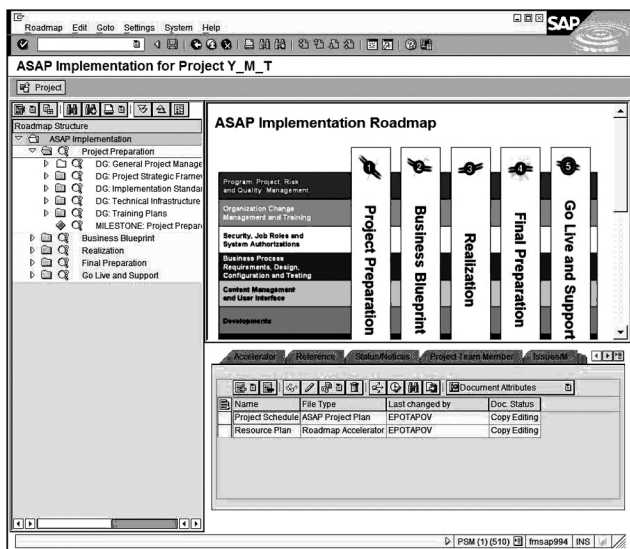 Roadmap Edit Goto Settings System Help
SAP
ASAP Implementation for Project Y_M_T
Project
Roadmap Structure
ASAP Implementation
Project Preparation
DG: General Project Manage
DG: Project Strategic Framew
DG: Implementation Standar
DG: Technical Infrastructure
DG: Training Plans
MILESTONE: Project Prepar
Business Blueprint
Realization
Final Preparation
Go Live and Support
ASAP Implementation Roadmap
1 2 3 4 5
Program, Project, Risk
and Quality Management
Organization Change
Management and Training
Security, Job Roles and
System Authorizations
Business Process
Requirements, Design,
Configuration and Testing
Content Management
and User Interface
Developments
Project Preparation
Business Blueprint
Realization
Final Preparation
Go Live and Support
Accelerator Reference Status/Notices Project Team Member Issues/M
Document Attributes
Name File Type Last changed by Doc. Status
Project Schedule ASAP Project Plan EPOTAPOV Copy Editing
Resource Plan Roadmap Accelerator EPOTAPOV Copy Editing
PSM (1) (510) fmsap994 INS